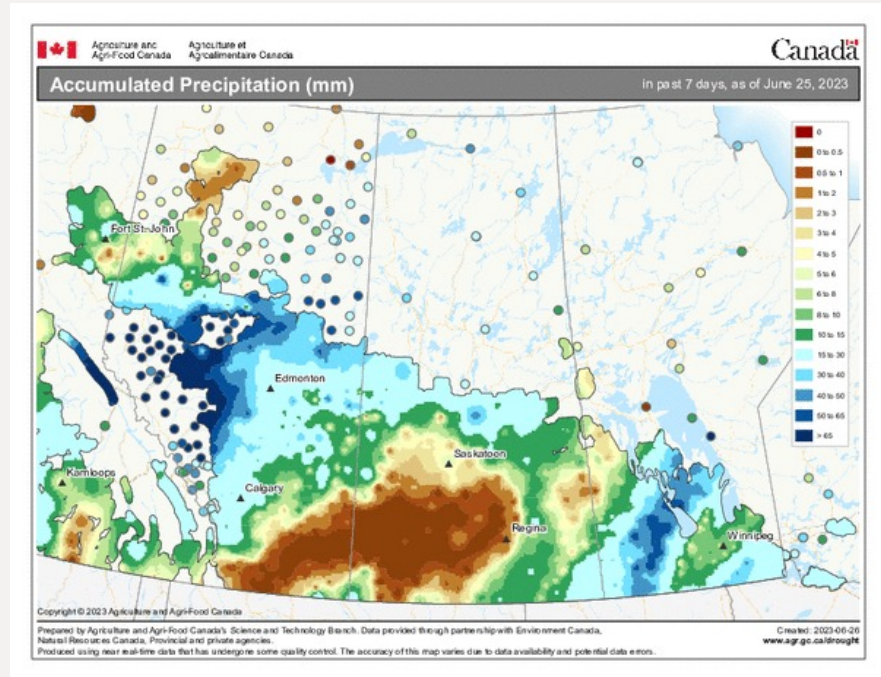 Agriculture and Agriculture et
Agri-Food Canada Agroalimentaire Canada
Canada
Accumulated Precipitation (mm) in past 7 days, as of June 25, 2023
0
0 to 0.5
0.5 to 1
1 to 2
2 to 3
3 to 4
4 to 5
5 to 6
6 to 8
8 to 10
10 to 15
15 to 30
30 to 40
40 to 50
50 to 65
> 65
Fort St. John
Edmonton
Saskatoon
Kamloops
Calgary
Regina
Winnipeg
Copyright © 2023 Agriculture and Agri-Food Canada
Prepared by Agriculture and Agri-Food Canada's Science and Technology Branch. Data provided through partnership with Environment Canada,
Natural Resources Canada, Provincial and private agencies.
Produced using near real-time data that has undergone some quality control. The accuracy of this map varies due to data availability and potential data errors.
Created: 2023-06-26
www.agr.gc.ca/drought